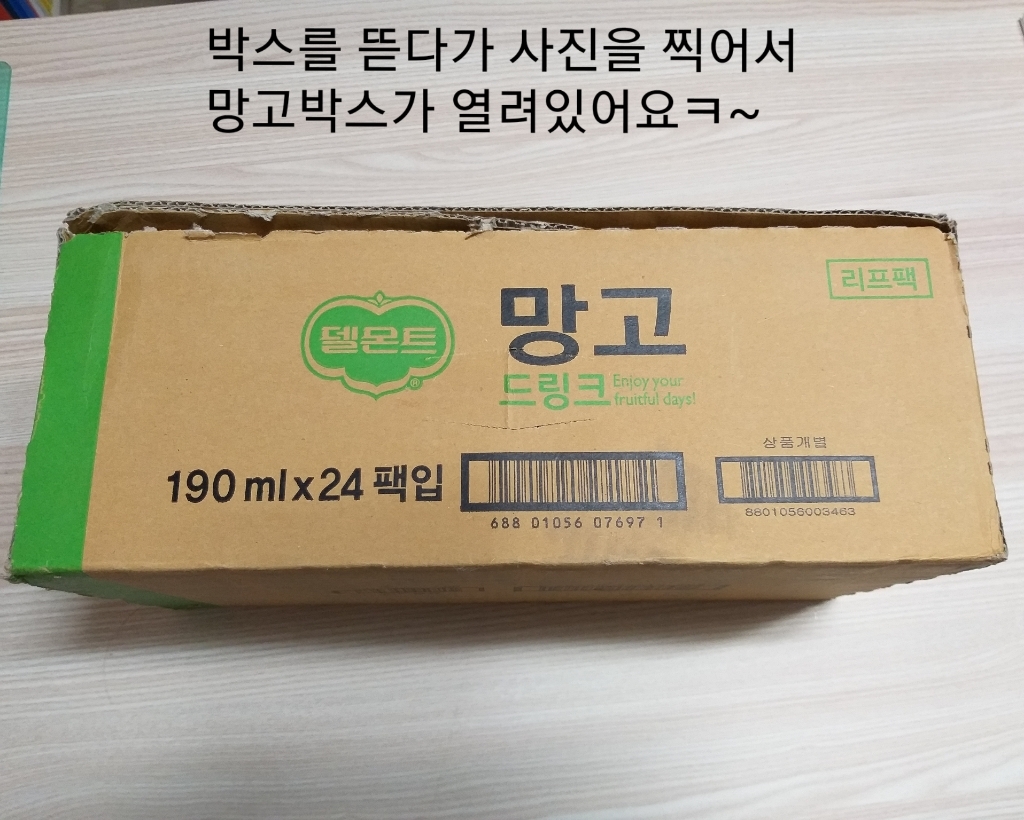 박스를 뜯다가 사진을 찍어서
망고박스가 열려있어요ㅋ~
리프팩
델몬트
®
망고
드링크
Enjoy your
fruitful days!
상품개별
190 ml x 24 팩입
688 01056 07697 1
8801056003463